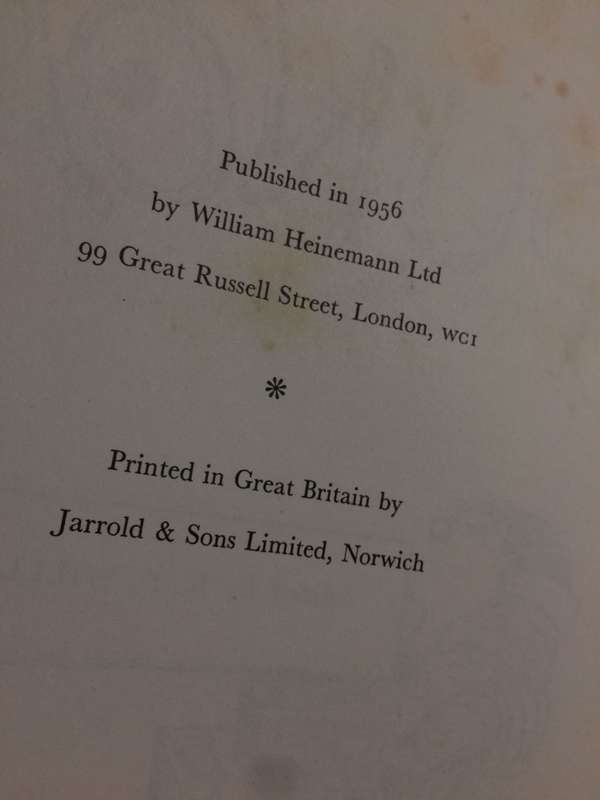 Published in 1956
by William Heinemann Ltd
99 Great Russell Street, London, WC1
*
Printed in Great Britain by
Jarrold & Sons Limited, Norwich